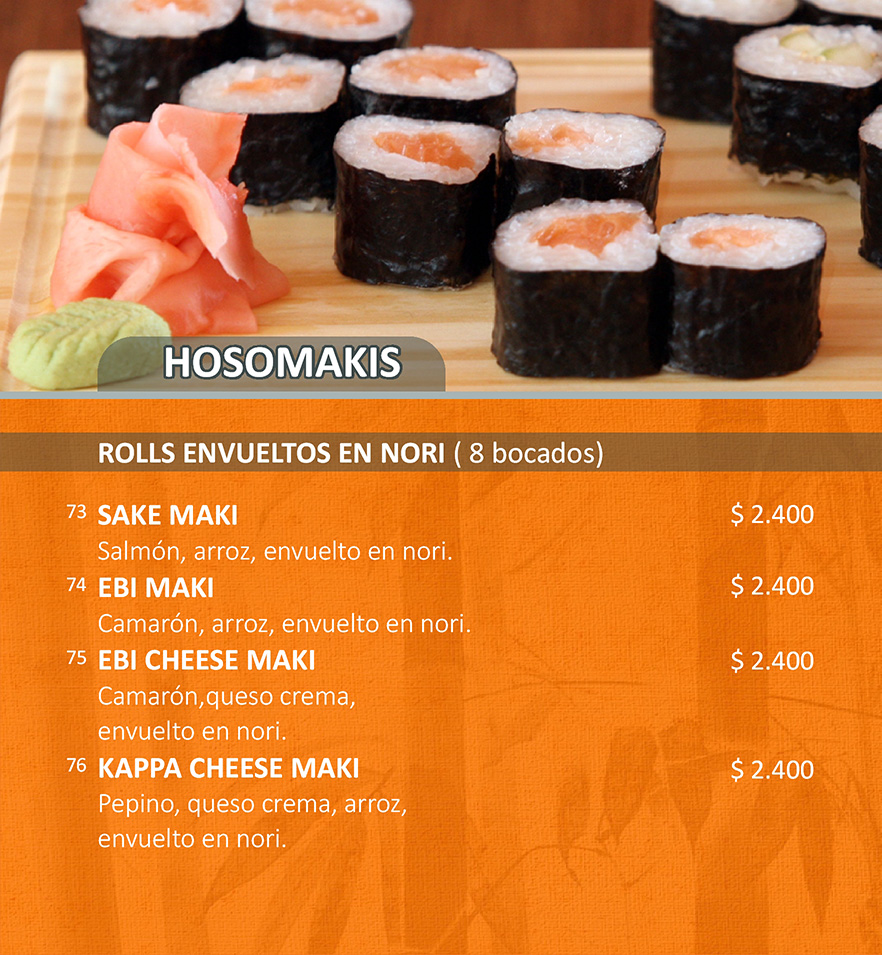 HOSOMAKIS
ROLLS ENVUELTOS EN NORI ( 8 bocados)
73 SAKE MAKI $ 2.400
Salmón, arroz, envuelto en nori.
74 EBI MAKI $ 2.400
Camarón, arroz, envuelto en nori.
75 EBI CHEESE MAKI $ 2.400
Camarón,queso crema,
envuelto en nori.
76 KAPPA CHEESE MAKI $ 2.400
Pepino, queso crema, arroz,
envuelto en nori.